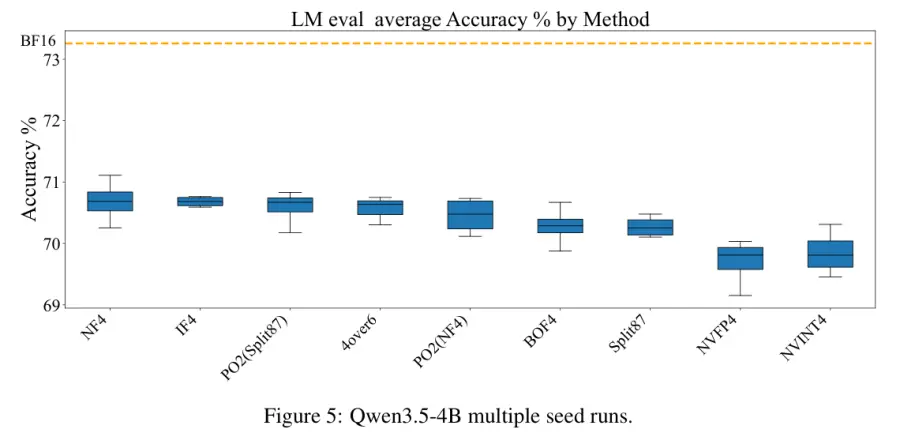 LM eval average Accuracy % by Method
BF16
73
72
71
70
69
Accuracy %
NF4
IF4
PO2(Split87)
4over6
PO2(NF4)
BOF4
Split87
NVFP4
NVINT4
Figure 5: Qwen3.5-4B multiple seed runs.